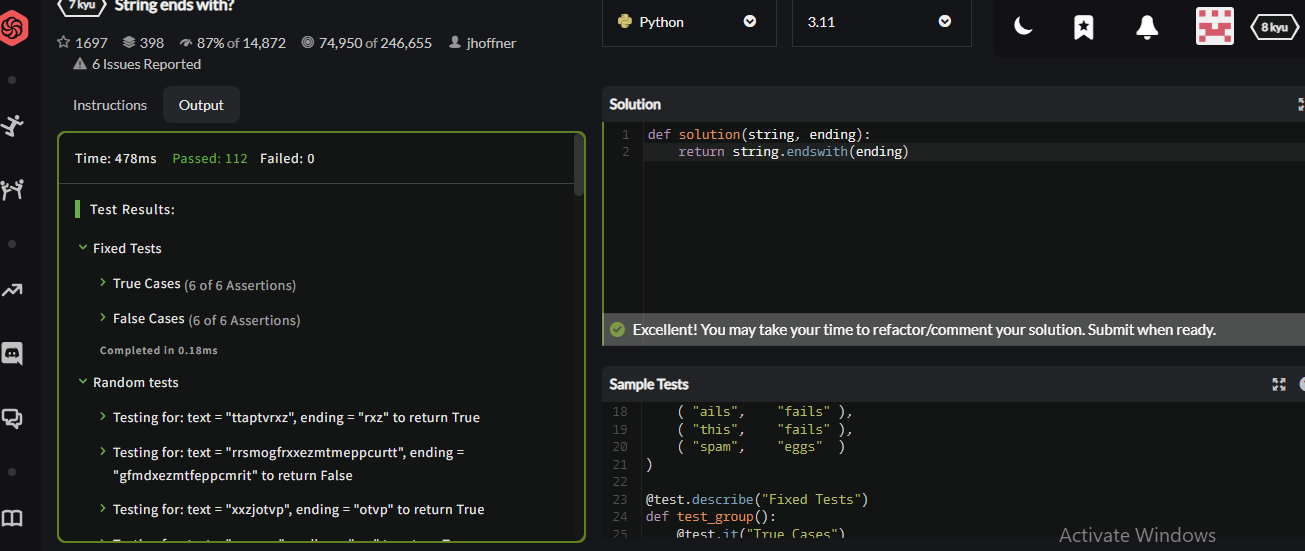 7 kyu String ends with?
1697 398 87% of 14,872 74,950 of 246,655 jhoffner
6 Issues Reported
Instructions Output
Time: 478ms Passed: 112 Failed: 0
Test Results:
Fixed Tests
True Cases (6 of 6 Assertions)
False Cases (6 of 6 Assertions)
Completed in 0.18ms
Random tests
Testing for: text = "ttaptvrxz", ending = "rxz" to return True
Testing for: text = "rrsmogfrxxezmtmeppcurtt", ending =
"gfmdxezmtfeppcmrit" to return False
Testing for: text = "xxzjotvp", ending = "otvp" to return True
Python 3.11
8 kyu
Solution
1 def solution(string, ending):
2 return string.endswith(ending)
Excellent! You may take your time to refactor/comment your solution. Submit when ready.
Sample Tests
18 ( "ails", "fails" ),
19 ( "this", "fails" ),
20 ( "spam", "eggs" )
21 )
22
23 @test.describe("Fixed Tests")
24 def test_group():
25 @test.it("True Cases")
Activate Windows